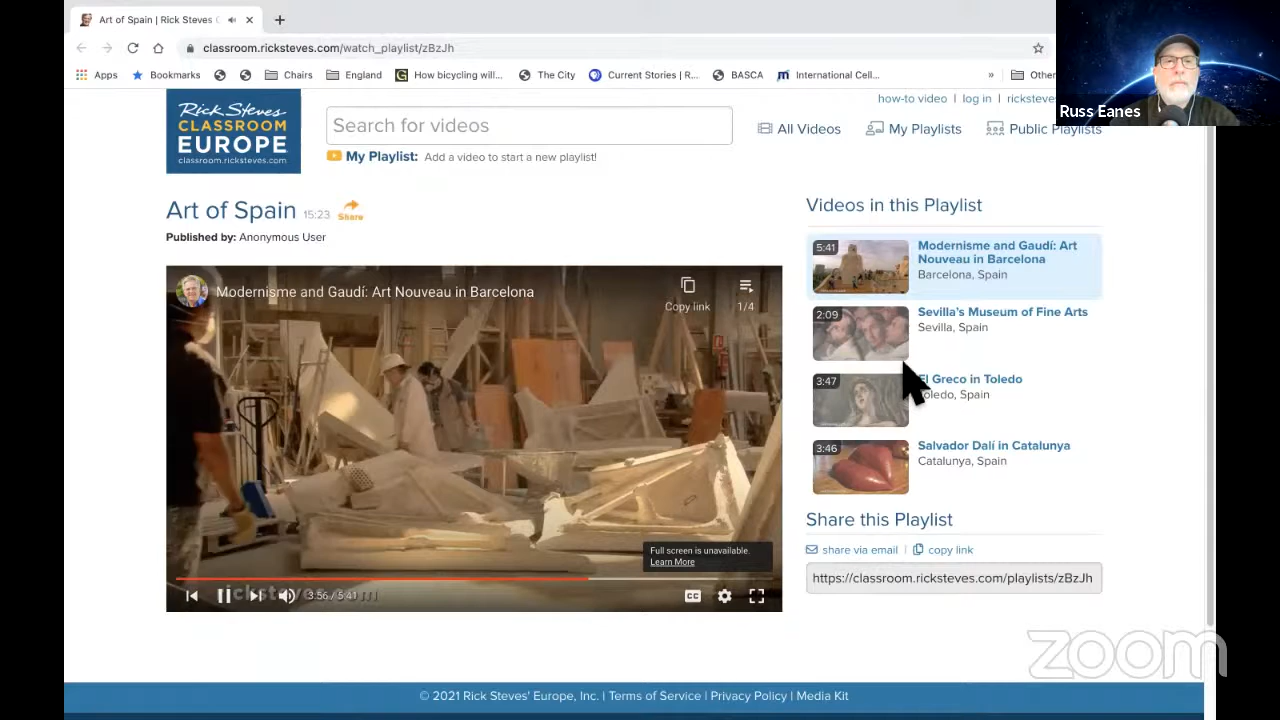 Art of Spain | Rick Steves C
classroom.ricksteves.com/watch_playlist/zBzJh
Apps
Bookmarks
Chairs
England
How bicycling will...
The City
Current Stories | R...
BASCA
International Cell...
»
Other
Russ Eanes
how-to video | log in | ricksteves
Rick Steves
CLASSROOM
EUROPE
classroom.ricksteves.com
Search for videos
All Videos
My Playlists
Public Playlists
My Playlist: Add a video to start a new playlist!
Art of Spain 15:23
Share
Published by: Anonymous User
Modernisme and Gaudí: Art Nouveau in Barcelona
Copy link
1/4
Full screen is unavailable.
Learn More
3:56 / 5:41
CC
Videos in this Playlist
5:41
Modernisme and Gaudí: Art
Nouveau in Barcelona
Barcelona, Spain
2:09
Sevilla's Museum of Fine Arts
Sevilla, Spain
3:47
El Greco in Toledo
Toledo, Spain
3:46
Salvador Dalí in Catalunya
Catalunya, Spain
Share this Playlist
share via email | copy link
https://classroom.ricksteves.com/playlists/zBzJh
zoom
© 2021 Rick Steves' Europe, Inc. | Terms of Service | Privacy Policy | Media Kit